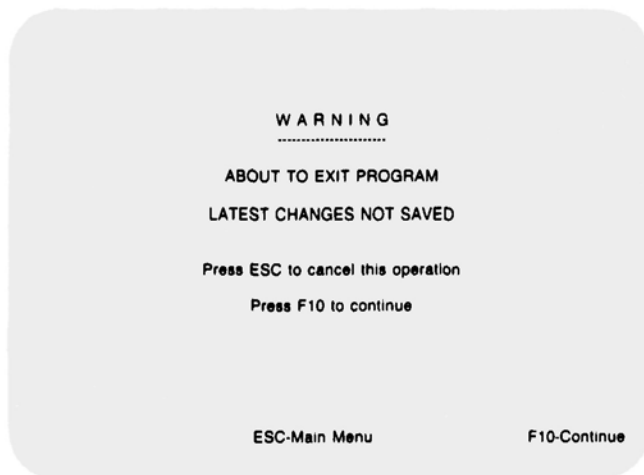 W A R N I N G
-----------------------
ABOUT TO EXIT PROGRAM
LATEST CHANGES NOT SAVED
Press ESC to cancel this operation
Press F10 to continue
ESC-Main Menu F10-Continue